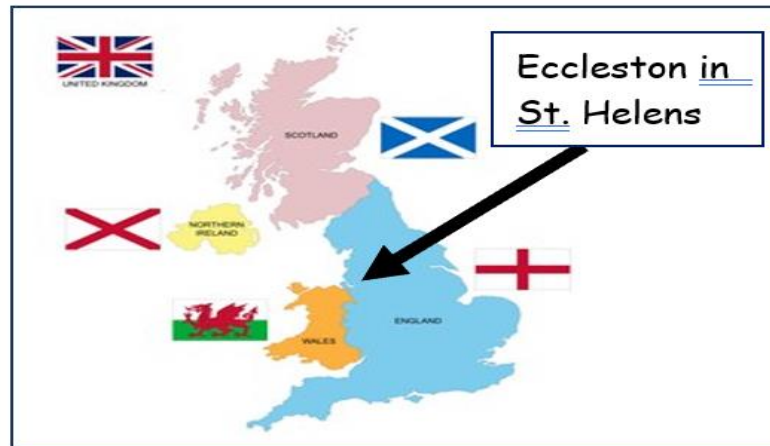 UNITED KINGDOM
Eccleston in
St. Helens
SCOTLAND
NORTHERN
IRELAND
WALES
ENGLAND